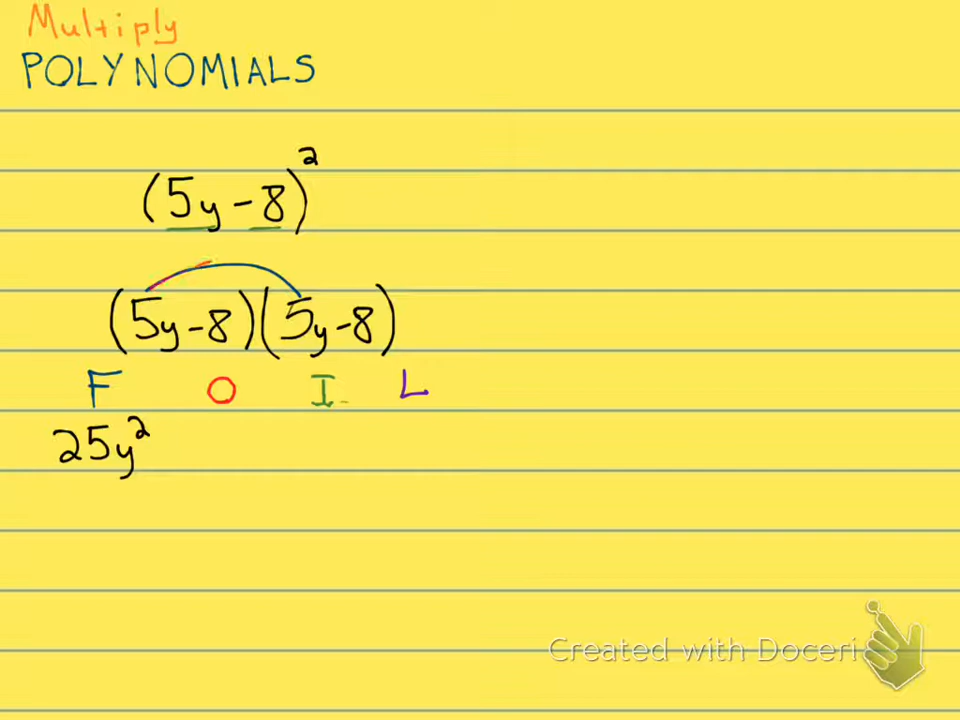 Multiply
POLYNOMIALS
(5y-8)²
(5y-8)(5y-8)
F O I L
25y²
Created with Doceri